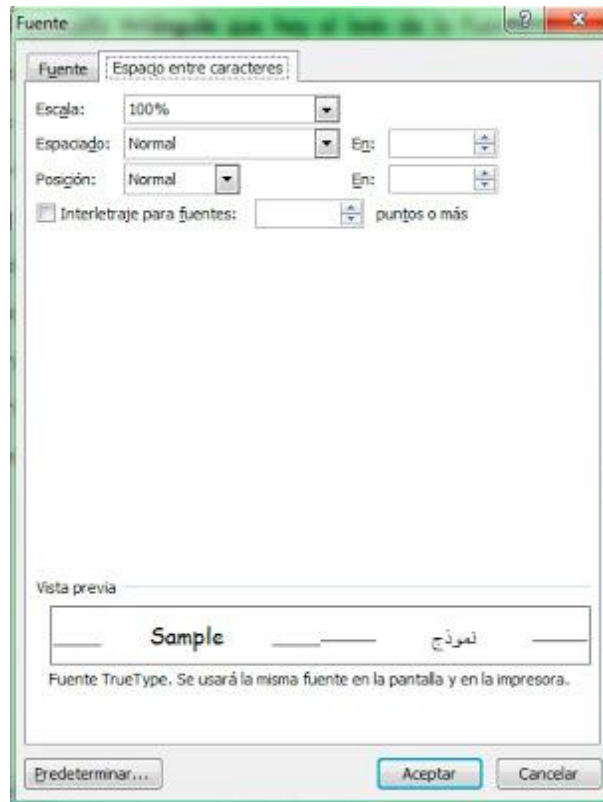 Fuente
Fuente Espacio entre caracteres
Escala: 100%
Espaciado: Normal En:
Posición: Normal En:
Interletraje para fuentes: puntos o más
Vista previa
Sample نموذج
Fuente TrueType. Se usará la misma fuente en la pantalla y en la impresora.
Predeterminar... Aceptar Cancelar